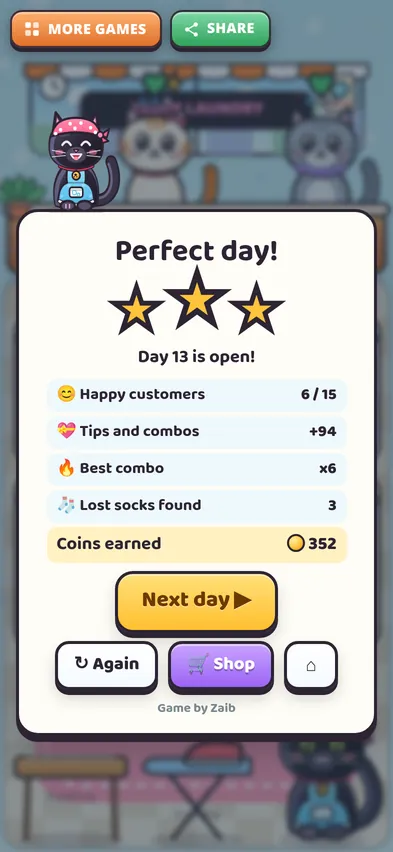 MORE GAMES
SHARE
LAUNDRY
Perfect day!
Day 13 is open!
😊 Happy customers 6 / 15
💝 Tips and combos +94
🔥 Best combo x6
🧦 Lost socks found 3
Coins earned 352
Next day ▶
↻ Again
🛒 Shop
⌂
Game by Zaib